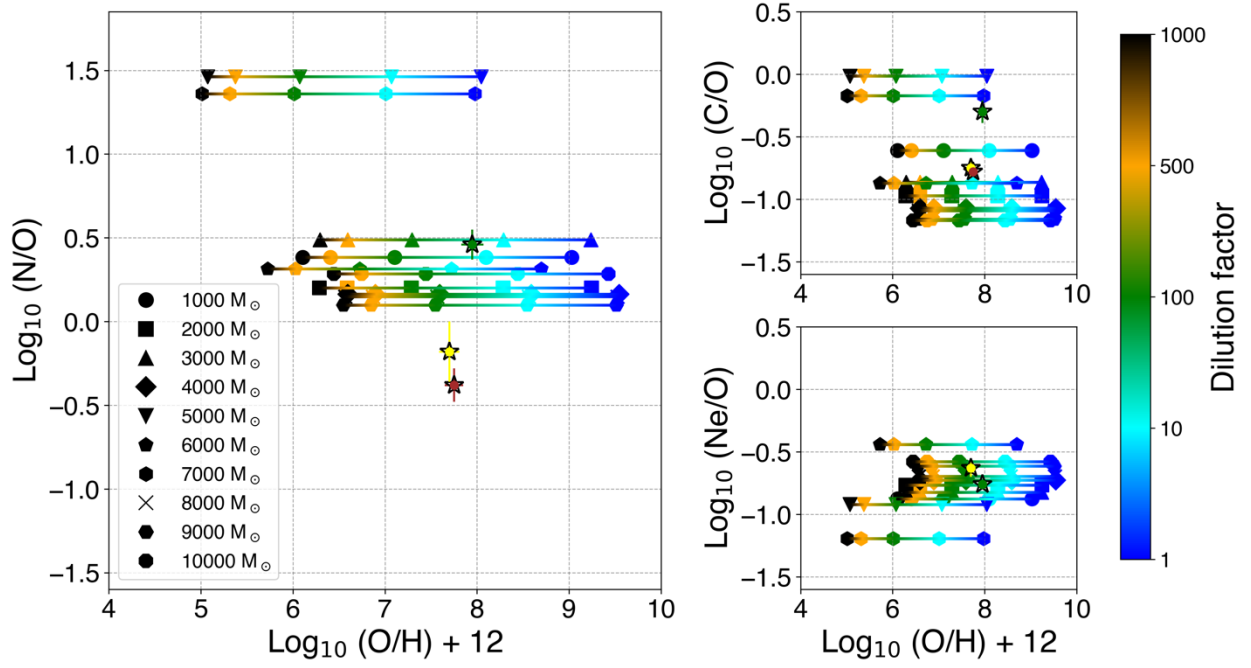 1.5
1.0
0.5
0.0
−0.5
−1.0
−1.5
Log₁₀ (N/O)
1000 M⊙
2000 M⊙
3000 M⊙
4000 M⊙
5000 M⊙
6000 M⊙
7000 M⊙
8000 M⊙
9000 M⊙
10000 M⊙
4 5 6 7 8 9 10
Log₁₀ (O/H) + 12
0.5
0.0
−0.5
−1.0
−1.5
Log₁₀ (C/O)
4 6 8 10
0.5
0.0
−0.5
−1.0
−1.5
Log₁₀ (Ne/O)
4 6 8 10
Log₁₀ (O/H) + 12
1000
500
100
10
1
Dilution factor